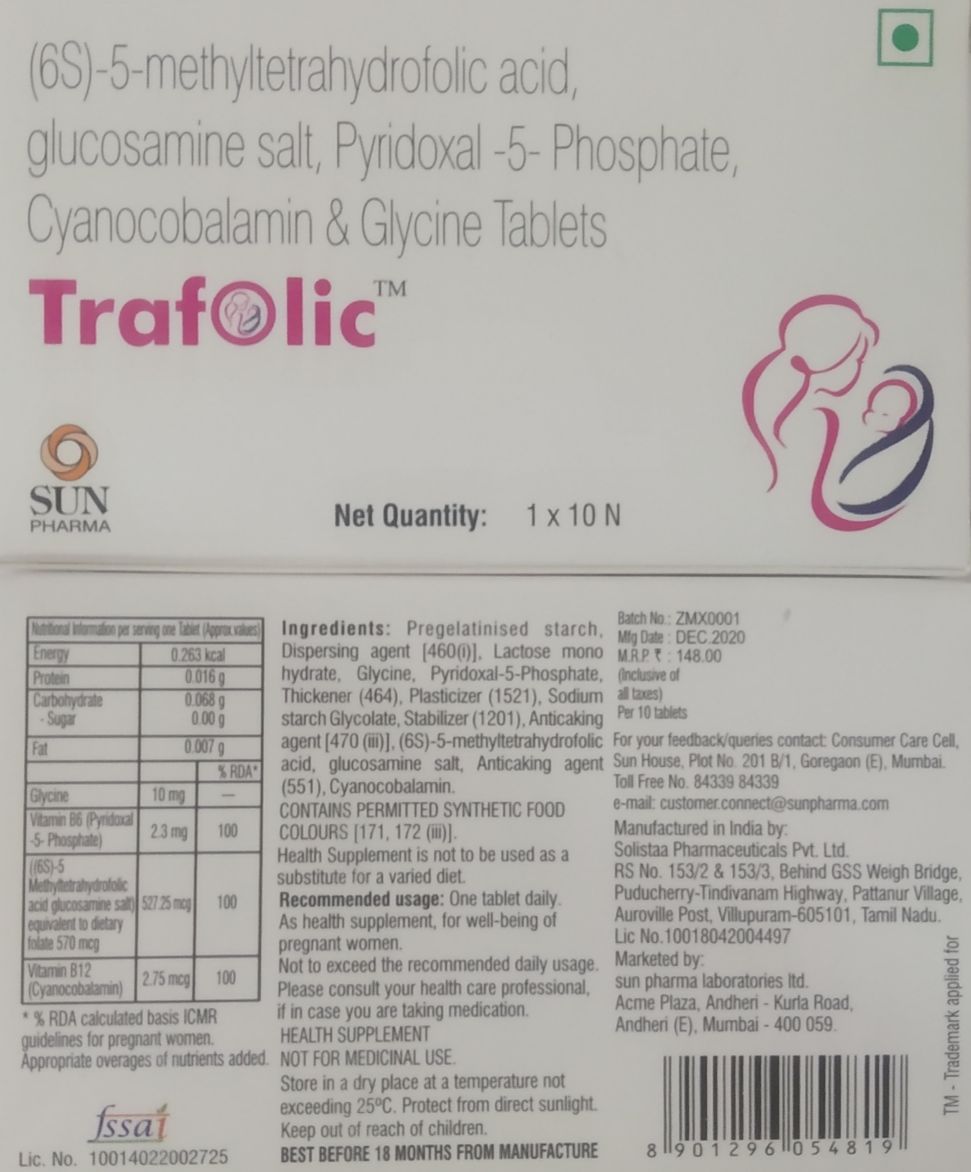 (6S)-5-methyltetrahydrofolic acid,
glucosamine salt, Pyridoxal -5- Phosphate,
Cyanocobalamin & Glycine Tablets
Trafolic™
SUN
PHARMA
Net Quantity: 1 x 10 N
Nutritional Information per serving one Tablet (Approx.values)
Energy 0.263 kcal
Protein 0.016 g
Carbohydrate 0.068 g
- Sugar 0.00 g
Fat 0.007 g
% RDA*
Glycine 10 mg —
Vitamin B6 (Pyridoxal
-5- Phosphate) 2.3 mg 100
((6S)-5
Methyltetrahydrofolic
acid glucosamine salt) 527.25 mcg 100
equivalent to dietary
folate 570 mcg
Vitamin B12
(Cyanocobalamin) 2.75 mcg 100
* % RDA calculated basis ICMR
guidelines for pregnant women.
Appropriate overages of nutrients added.
fssai
Lic. No. 10014022002725
Ingredients: Pregelatinised starch,
Dispersing agent [460(i)], Lactose mono
hydrate, Glycine, Pyridoxal-5-Phosphate,
Thickener (464), Plasticizer (1521), Sodium
starch Glycolate, Stabilizer (1201), Anticaking
agent [470 (iii)], (6S)-5-methyltetrahydrofolic
acid, glucosamine salt, Anticaking agent
(551), Cyanocobalamin.
CONTAINS PERMITTED SYNTHETIC FOOD
COLOURS [171, 172 (iii)].
Health Supplement is not to be used as a
substitute for a varied diet.
Recommended usage: One tablet daily.
As health supplement, for well-being of
pregnant women.
Not to exceed the recommended daily usage.
Please consult your health care professional,
if in case you are taking medication.
HEALTH SUPPLEMENT
NOT FOR MEDICINAL USE.
Store in a dry place at a temperature not
exceeding 25ºC. Protect from direct sunlight.
Keep out of reach of children.
BEST BEFORE 18 MONTHS FROM MANUFACTURE
Batch No.: ZMX0001
Mfg Date : DEC.2020
M.R.P. ₹ : 148.00
(Inclusive of
all taxes)
Per 10 tablets
For your feedback/queries contact: Consumer Care Cell,
Sun House, Plot No. 201 B/1, Goregaon (E), Mumbai.
Toll Free No. 84339 84339
e-mail: customer.connect@sunpharma.com
Manufactured in India by:
Solistaa Pharmaceuticals Pvt. Ltd.
RS No. 153/2 & 153/3, Behind GSS Weigh Bridge,
Puducherry-Tindivanam Highway, Pattanur Village,
Auroville Post, Villupuram-605101, Tamil Nadu.
Lic No.10018042004497
Marketed by:
sun pharma laboratories ltd.
Acme Plaza, Andheri - Kurla Road,
Andheri (E), Mumbai - 400 059.
8 901296 054819
TM - Trademark applied for